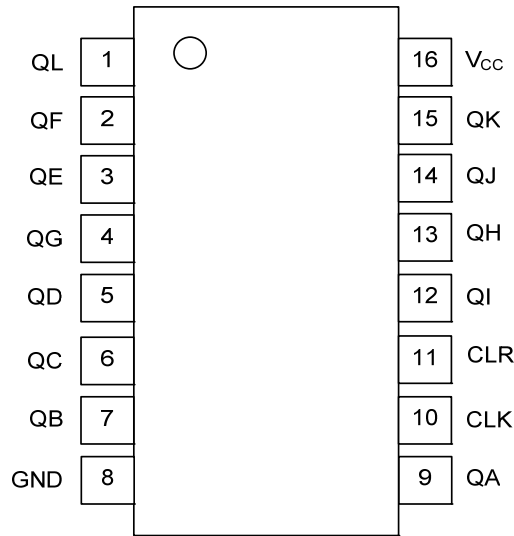 QL 1 16 VCC
QF 2 15 QK
QE 3 14 QJ
QG 4 13 QH
QD 5 12 QI
QC 6 11 CLR
QB 7 10 CLK
GND 8 9 QA